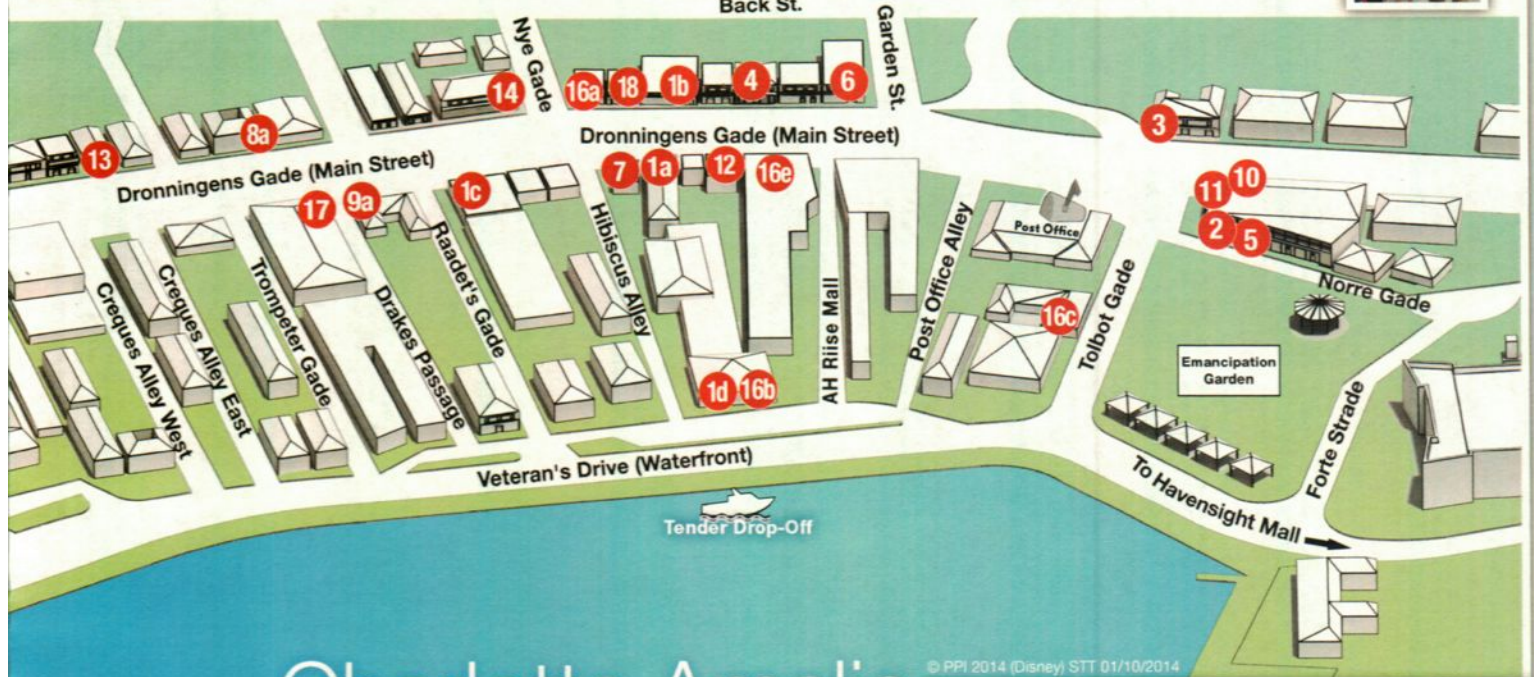 Back St.
Nye Gade
Garden St.
16a
18
1b
4
6
14
3
Dronningens Gade (Main Street)
8a
13
Dronningens Gade (Main Street)
7
1a
12
16e
11
10
17
9a
1c
2
5
Post Office
Norre Gade
Creques Alley West
Creques Alley East
Trompeter Gade
Drakes Passage
Raadet's Gade
Hibiscus Alley
AH Riise Mall
Post Office Alley
16c
Tolbot Gade
Emancipation
Garden
1d
16b
Forte Strade
Veteran's Drive (Waterfront)
To Havensight Mall
Tender Drop-Off
© PPI 2014 (Disney) STT 01/10/2014